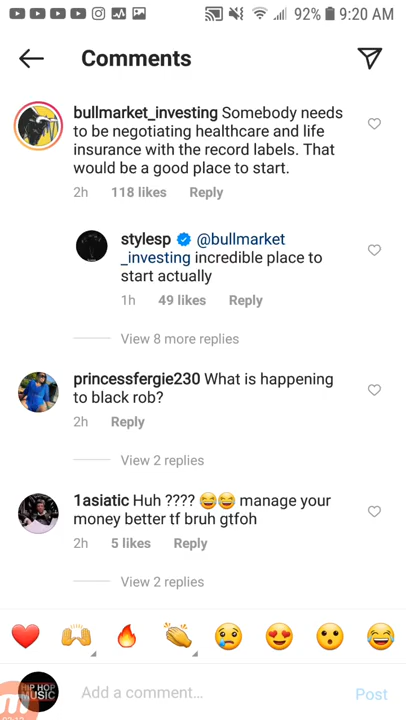 92% 9:20 AM
Comments
bullmarket_investing Somebody needs
to be negotiating healthcare and life
insurance with the record labels. That
would be a good place to start.
2h 118 likes Reply
stylesp @bullmarket
_investing incredible place to
start actually
1h 49 likes Reply
View 8 more replies
princessfergie230 What is happening
to black rob?
2h Reply
View 2 replies
1asiatic Huh ???? 😂😂 manage your
money better tf bruh gtfoh
2h 5 likes Reply
View 2 replies
HIP HOP
MUSIC
Add a comment... Post